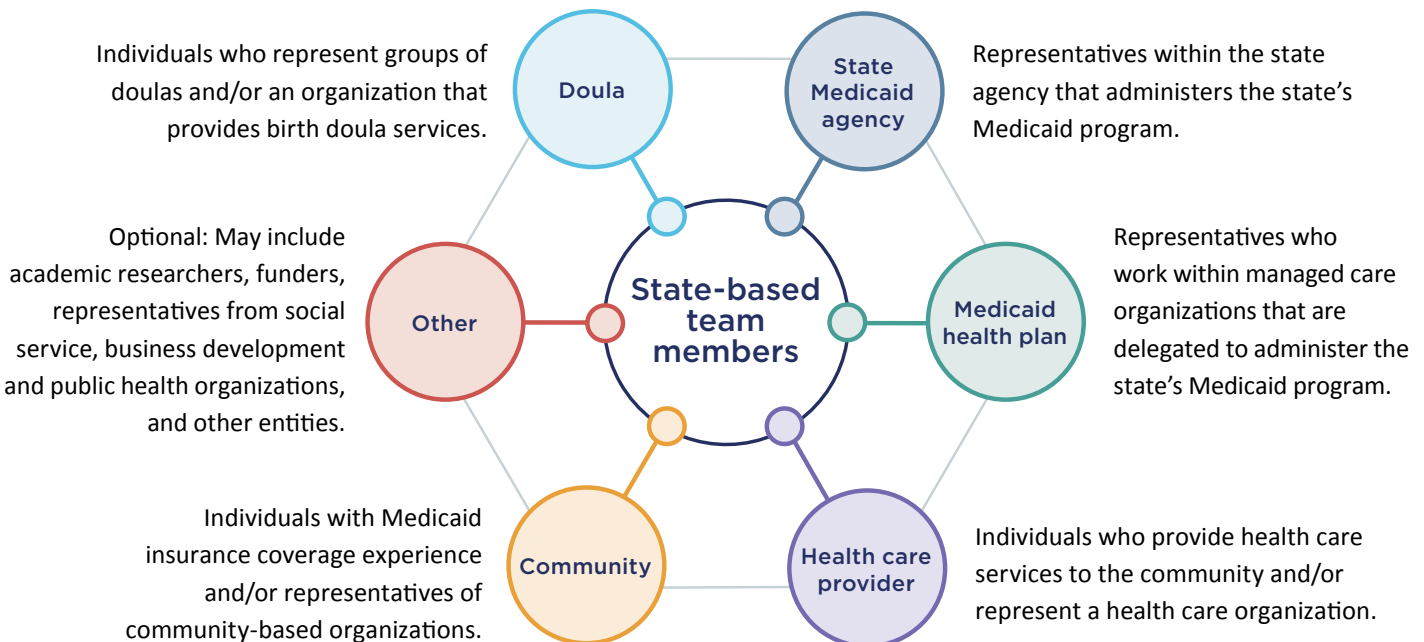 Individuals who represent groups of
doulas and/or an organization that
provides birth doula services.
Doula
State
Medicaid
agency
Representatives within the state
agency that administers the state's
Medicaid program.
Optional: May include
academic researchers, funders,
representatives from social
service, business development
and public health organizations,
and other entities.
Other
State-based
team
members
Medicaid
health plan
Representatives who
work within managed care
organizations that are
delegated to administer the
state's Medicaid program.
Individuals with Medicaid
insurance coverage experience
and/or representatives of
community-based organizations.
Community
Health care
provider
Individuals who provide health care
services to the community and/or
represent a health care organization.